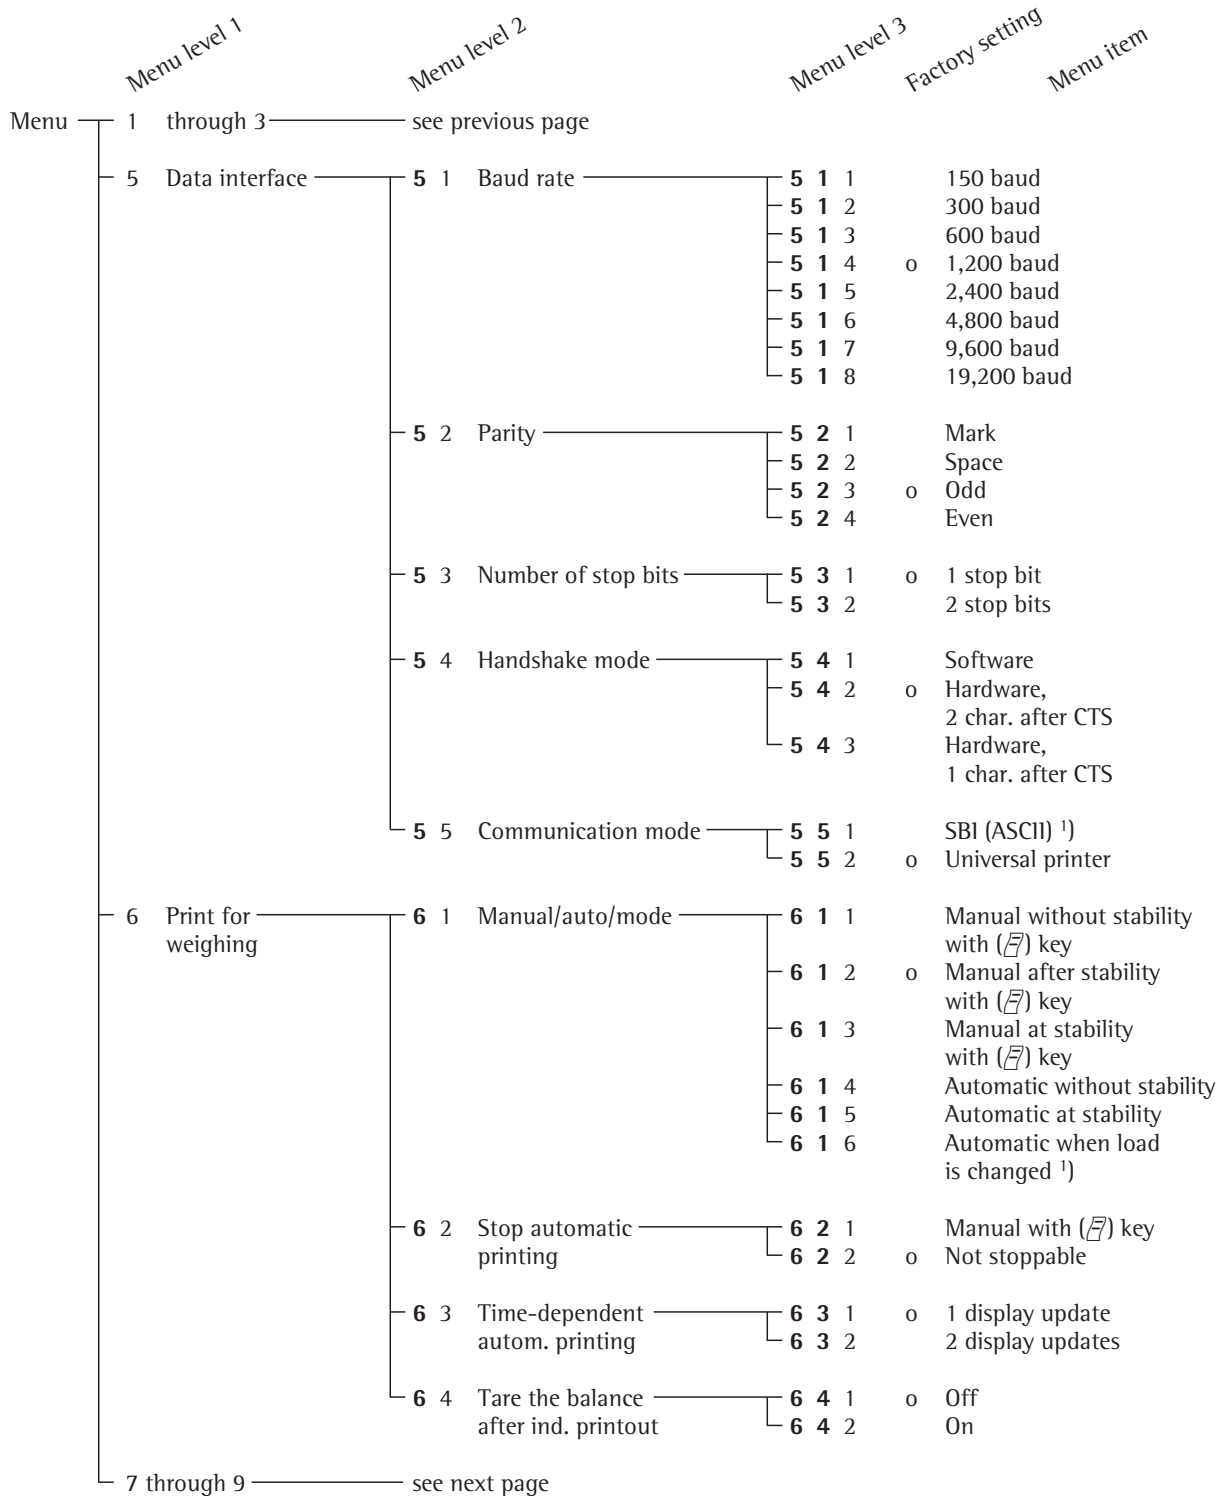 Menu level 1 Menu level 2 Menu level 3 Factory setting Menu item
Menu 1 through 3 see previous page
5 Data interface 5 1 Baud rate 5 1 1 150 baud
5 1 2 300 baud
5 1 3 600 baud
5 1 4 o 1,200 baud
5 1 5 2,400 baud
5 1 6 4,800 baud
5 1 7 9,600 baud
5 1 8 19,200 baud
5 2 Parity 5 2 1 Mark
5 2 2 Space
5 2 3 o Odd
5 2 4 Even
5 3 Number of stop bits 5 3 1 o 1 stop bit
5 3 2 2 stop bits
5 4 Handshake mode 5 4 1 Software
5 4 2 o Hardware,
2 char. after CTS
5 4 3 Hardware,
1 char. after CTS
5 5 Communication mode 5 5 1 SBI (ASCII) 1)
5 5 2 o Universal printer
6 Print for 6 1 Manual/auto/mode 6 1 1 Manual without stability
weighing with () key
6 1 2 o Manual after stability
with () key
6 1 3 Manual at stability
with () key
6 1 4 Automatic without stability
6 1 5 Automatic at stability
6 1 6 Automatic when load
is changed 1)
6 2 Stop automatic 6 2 1 Manual with () key
printing 6 2 2 o Not stoppable
6 3 Time-dependent 6 3 1 o 1 display update
autom. printing 6 3 2 2 display updates
6 4 Tare the balance 6 4 1 o Off
after ind. printout 6 4 2 On
7 through 9 see next page